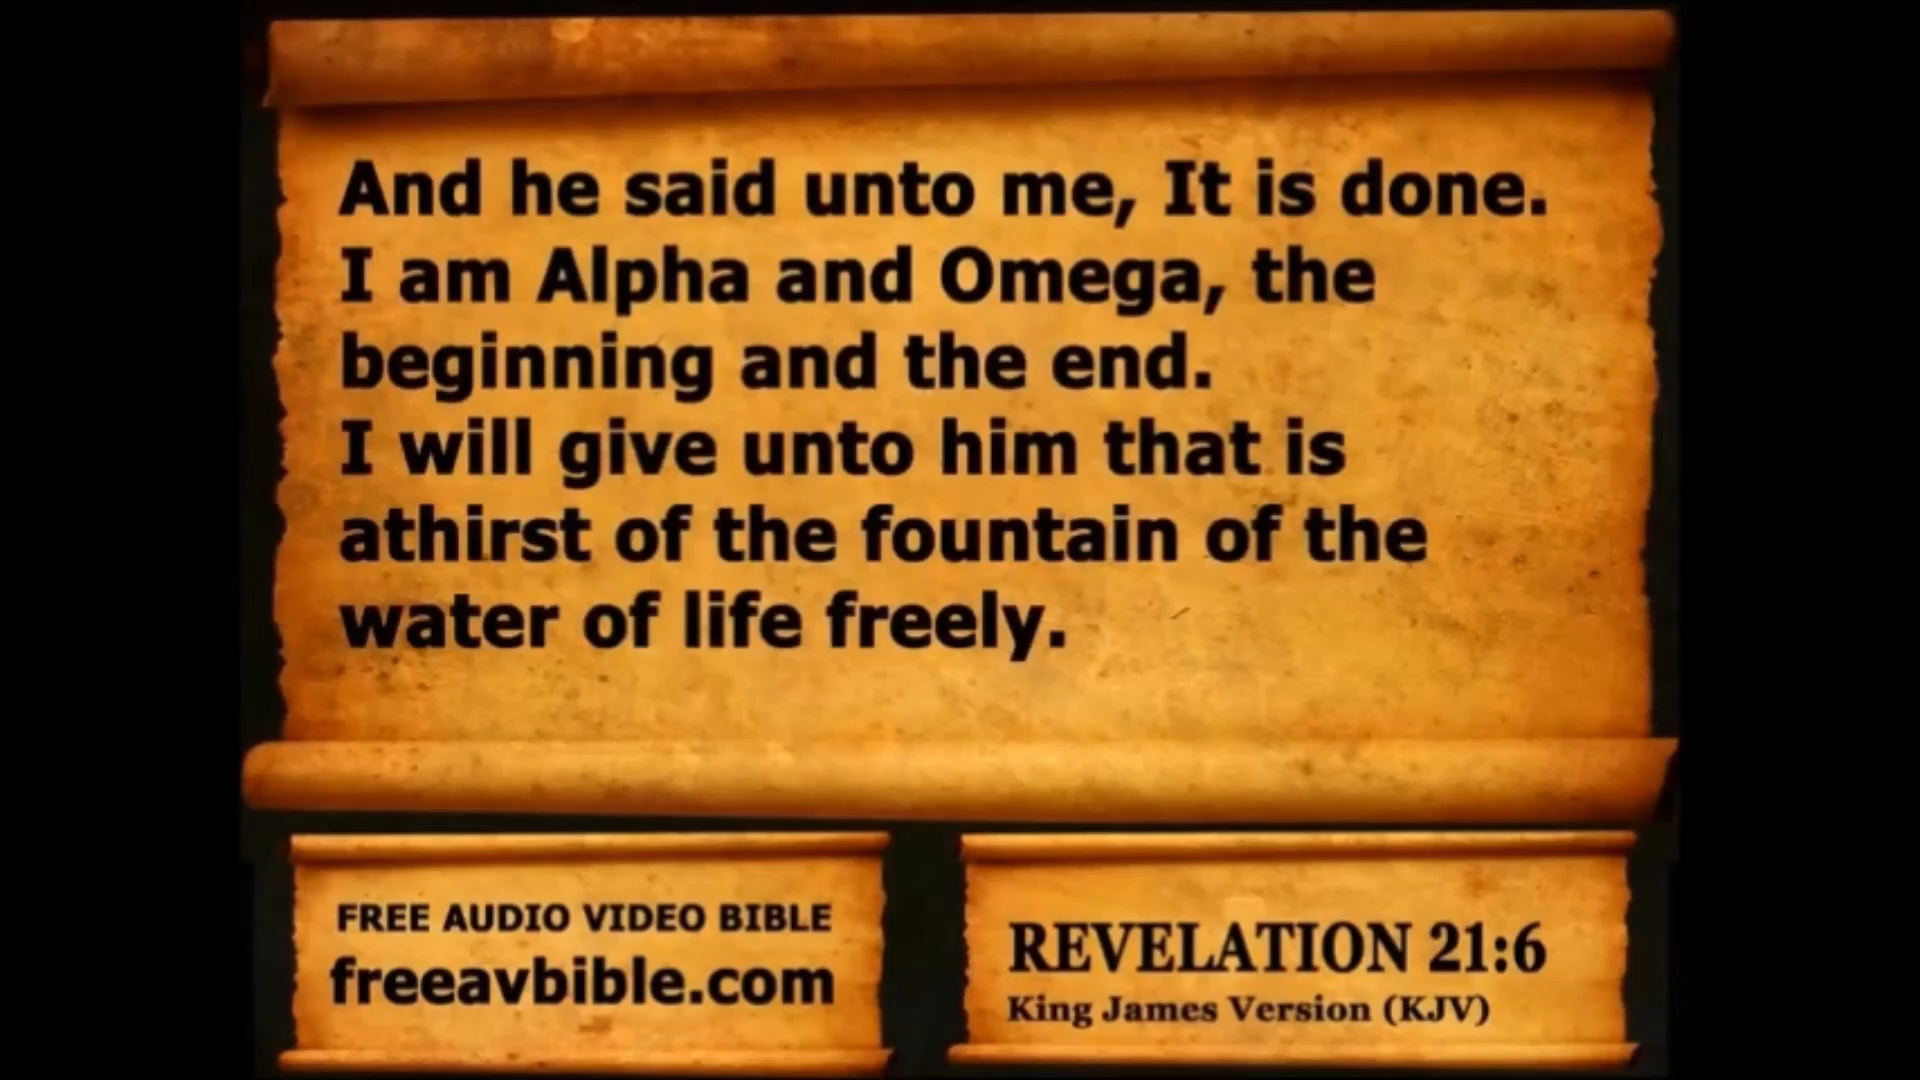 And he said unto me, It is done.
I am Alpha and Omega, the
beginning and the end.
I will give unto him that is
athirst of the fountain of the
water of life freely.
FREE AUDIO VIDEO BIBLE
freeavbible.com
REVELATION 21:6
King James Version (KJV)